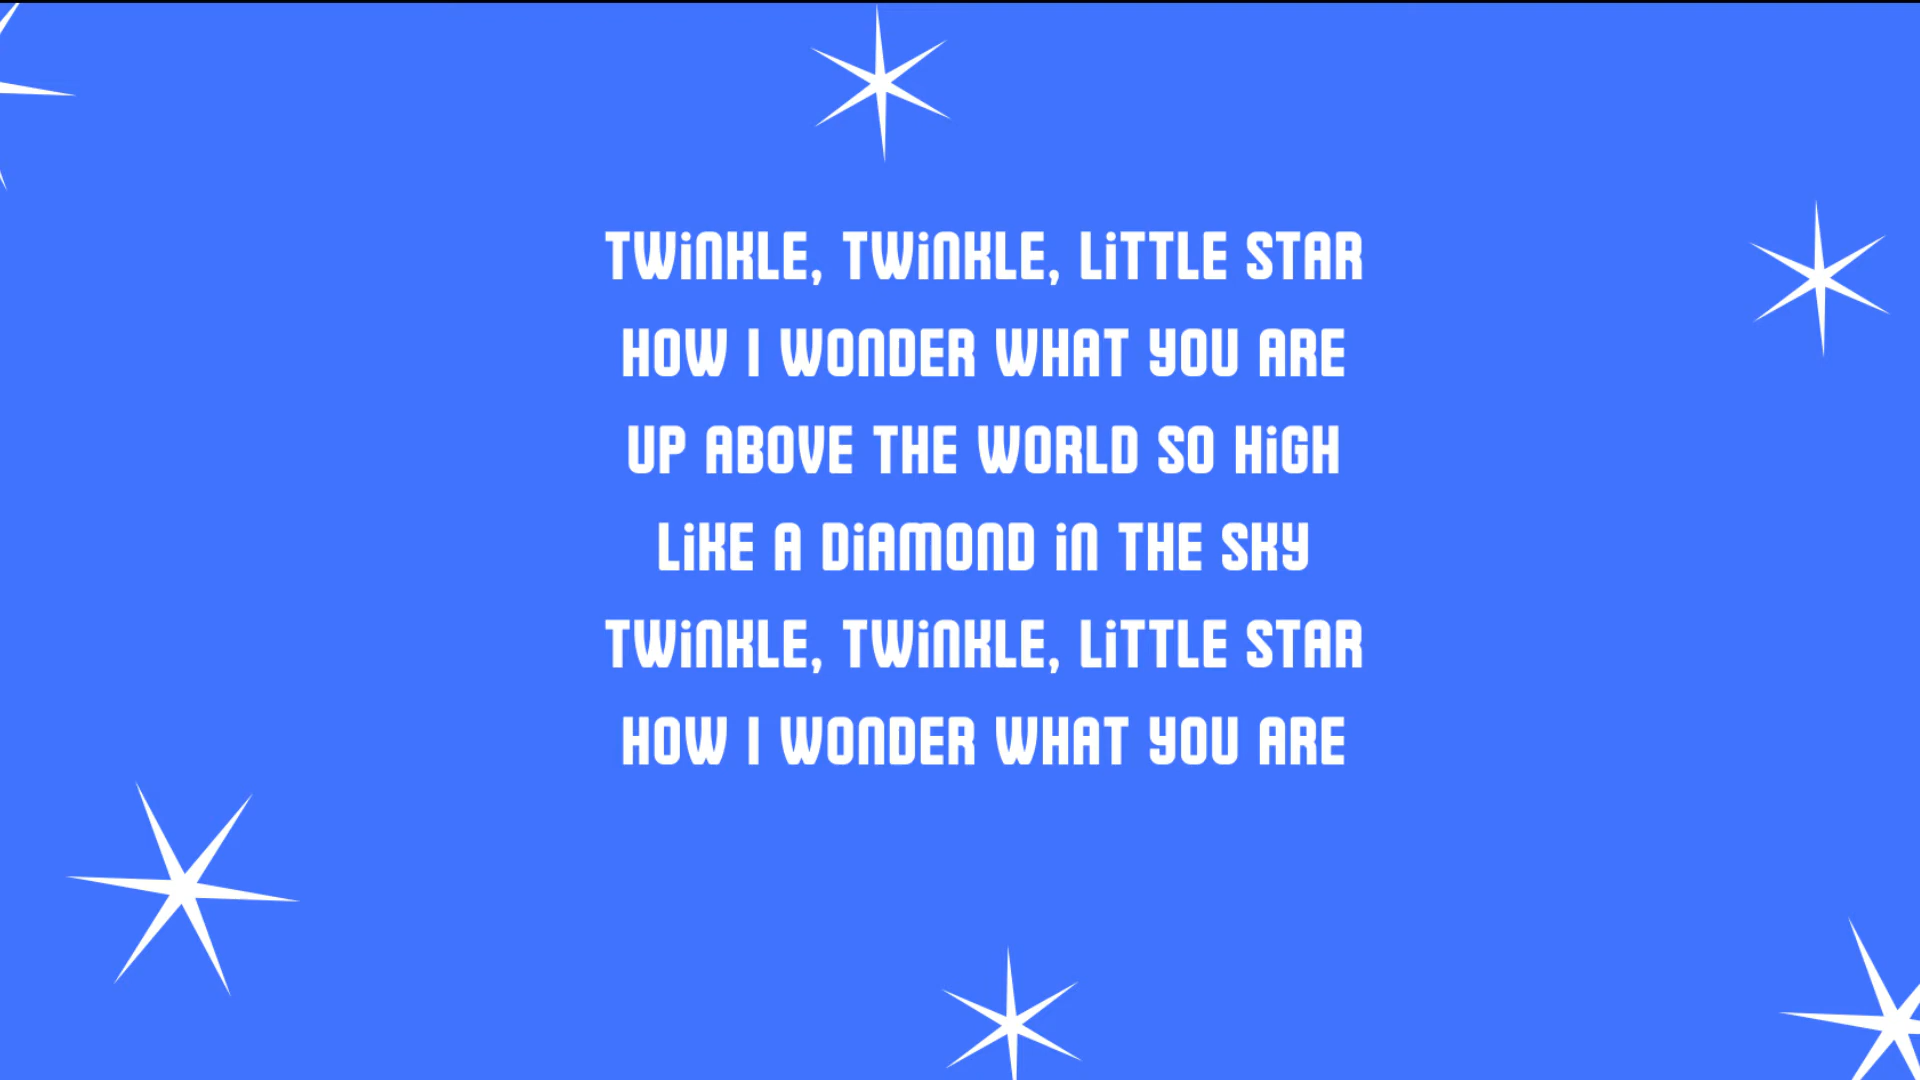 TWiNKLE, TWiNKLE, LiTTLE STAR
HOW I WONDER WHAT YOU ARE
UP ABOVE THE WORLD SO HiGH
LiKE A DiAMOND iN THE SKY
TWiNKLE, TWiNKLE, LiTTLE STAR
HOW I WONDER WHAT YOU ARE